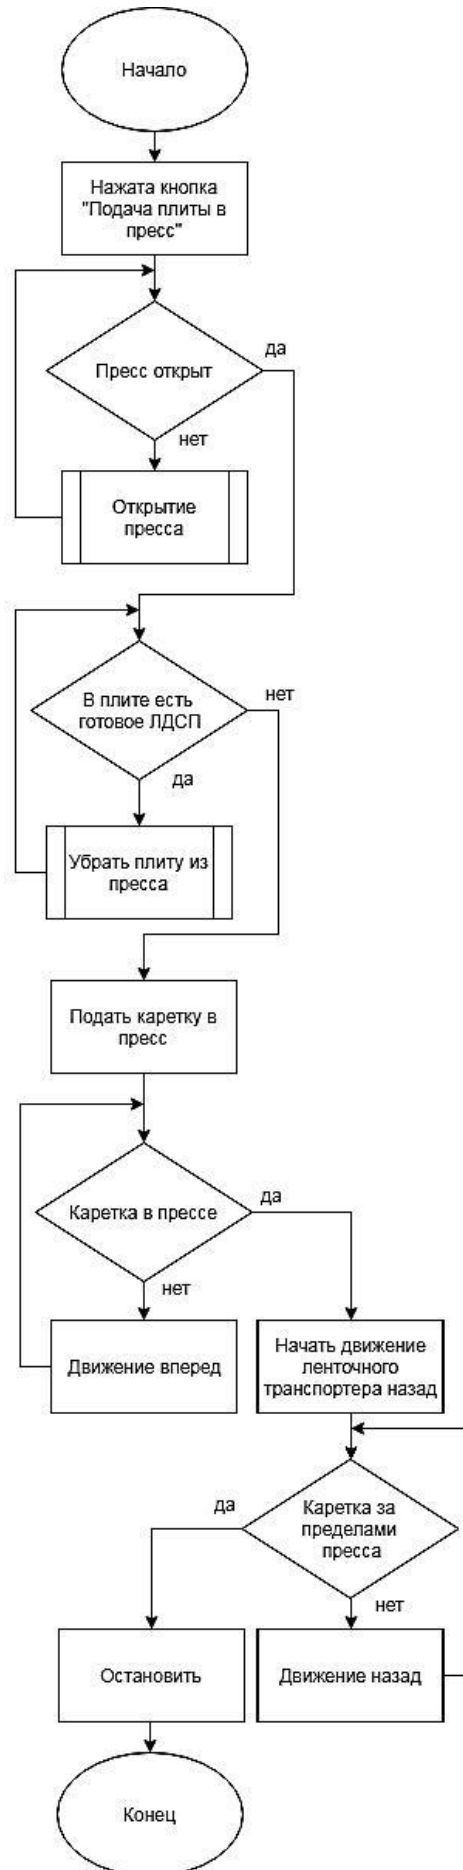 Начало
Нажата кнопка
"Подача плиты в
пресс"
да
Пресс открыт
нет
Открытие
пресса
нет
В плите есть
готовое ЛДСП
да
Убрать плиту из
пресса
Подать каретку в
пресс
да
Каретка в прессе
нет
Движение вперед
Начать движение
ленточного
транспортера назад
да
Каретка за
пределами
пресса
нет
Остановить
Движение назад
Конец